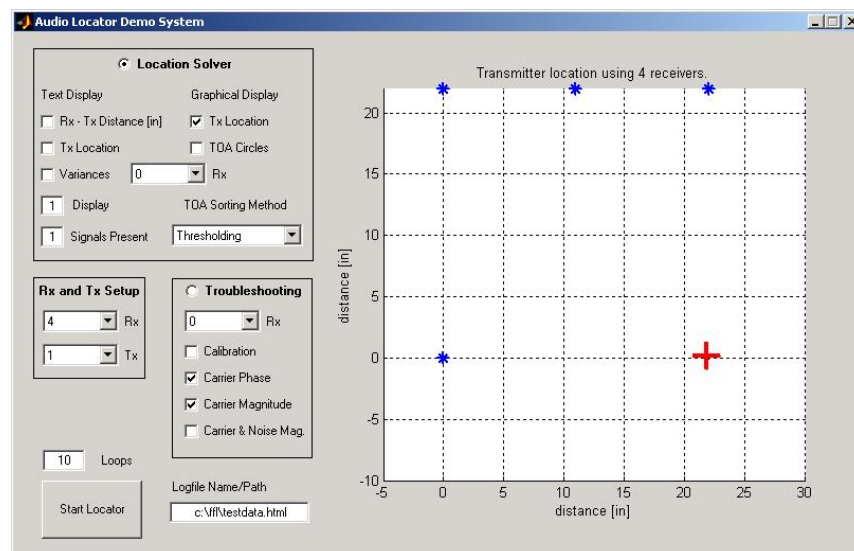 Audio Locator Demo System
Location Solver
Text Display
Graphical Display
Rx - Tx Distance [in]
Tx Location
Tx Location
TOA Circles
Variances
0
Rx
1
Display
TOA Sorting Method
1
Signals Present
Thresholding
Rx and Tx Setup
4
Rx
1
Tx
Troubleshooting
0
Rx
Calibration
Carrier Phase
Carrier Magnitude
Carrier & Noise Mag.
10
Loops
Start Locator
Logfile Name/Path
c:\ffl\testdata.html
Transmitter location using 4 receivers.
distance [in]
20
15
10
5
0
-5
-10
-5
0
5
10
15
20
25
30
distance [in]